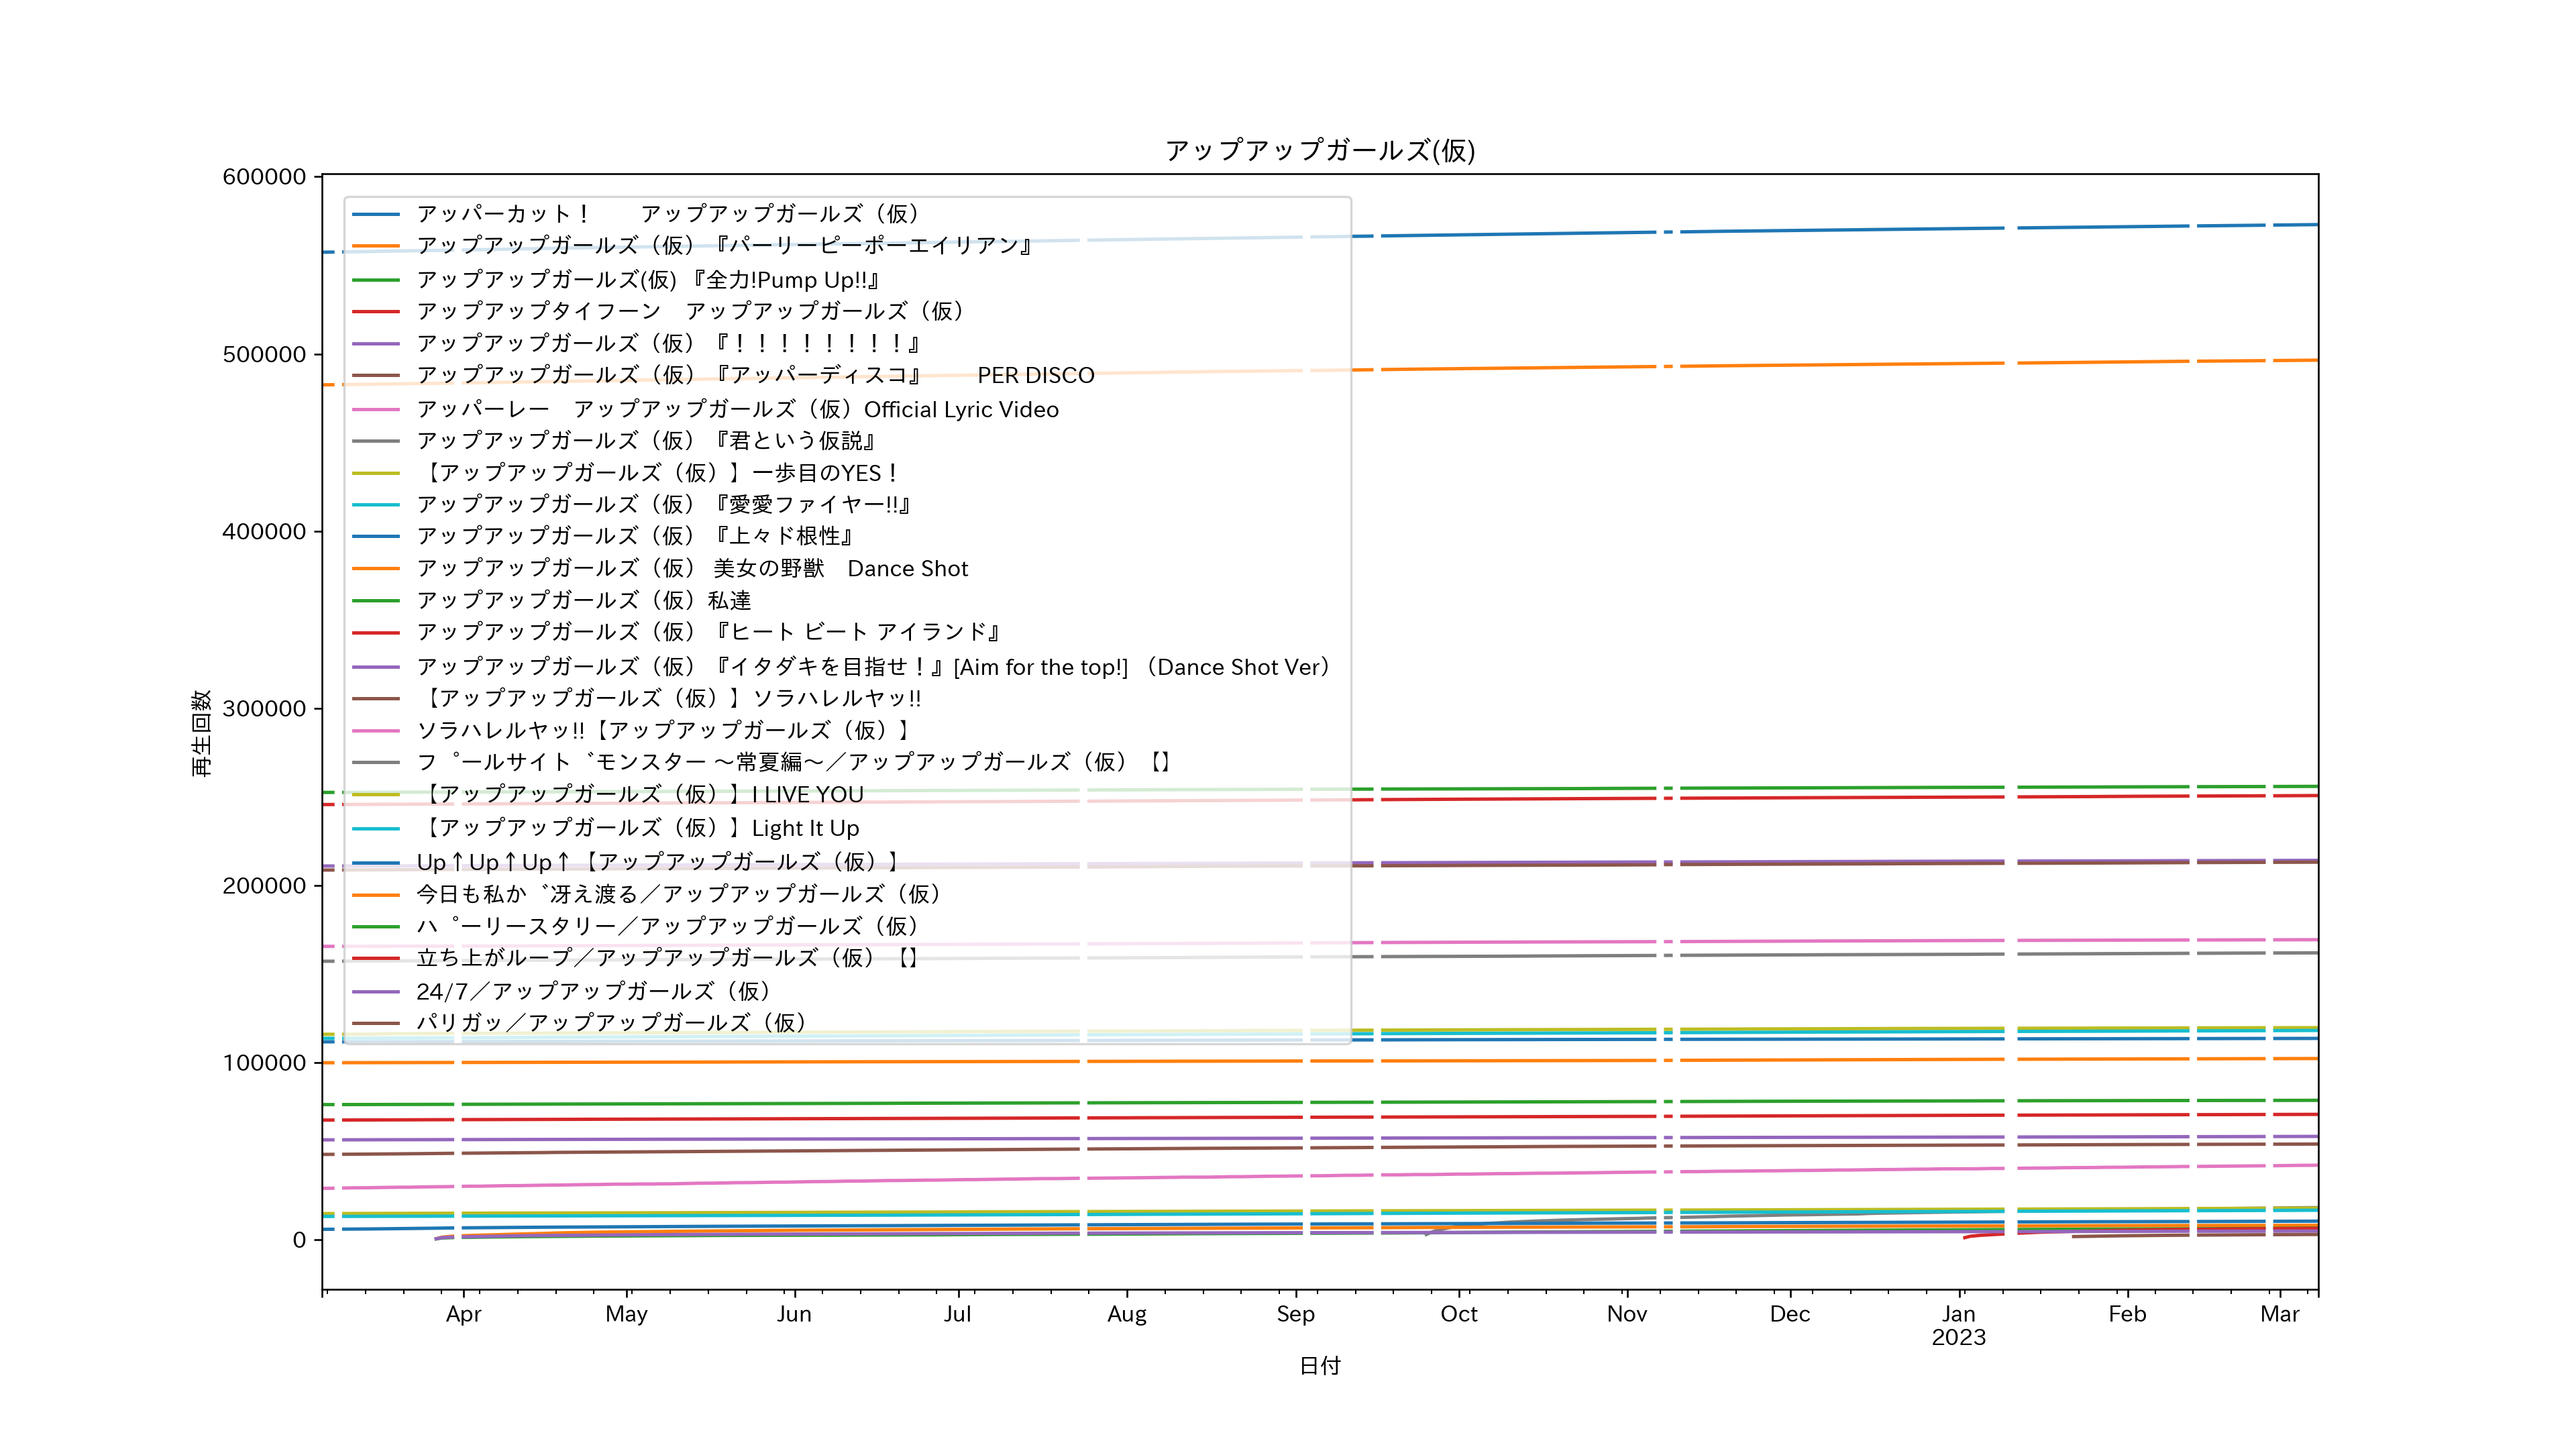 アップアップガールズ(仮)
600000
500000
400000
300000
200000
100000
0
再生回数
アッパーカット！　　アップアップガールズ（仮）
アップアップガールズ（仮）『パーリーピーポーエイリアン』
アップアップガールズ(仮) 『全力!Pump Up!!』
アップアップタイフーン　アップアップガールズ（仮）
アップアップガールズ（仮）『！！！！！！！！』
アップアップガールズ（仮）『アッパーディスコ』　　PER DISCO
アッパーレー　アップアップガールズ（仮）Official Lyric Video
アップアップガールズ（仮）『君という仮説』
【アップアップガールズ（仮）】一歩目のYES！
アップアップガールズ（仮）『愛愛ファイヤー!!』
アップアップガールズ（仮）『上々ド根性』
アップアップガールズ（仮） 美女の野獣　Dance Shot
アップアップガールズ（仮）私達
アップアップガールズ（仮）『ヒート ビート アイランド』
アップアップガールズ（仮）『イタダキを目指せ！』[Aim for the top!] （Dance Shot Ver）
【アップアップガールズ（仮）】ソラハレルヤッ!!
ソラハレルヤッ!!【アップアップガールズ（仮）】
フ゜ールサイト゛モンスター ～常夏編～／アップアップガールズ（仮）【】
【アップアップガールズ（仮）】I LIVE YOU
【アップアップガールズ（仮）】Light It Up
Up↑Up↑Up↑【アップアップガールズ（仮）】
今日も私か゛冴え渡る／アップアップガールズ（仮）
ハ゜ーリースタリー／アップアップガールズ（仮）
立ち上がループ／アップアップガールズ（仮）【】
24/7／アップアップガールズ（仮）
パリガッ／アップアップガールズ（仮）
Apr May Jun Jul Aug Sep Oct Nov Dec Jan Feb Mar
2023
日付